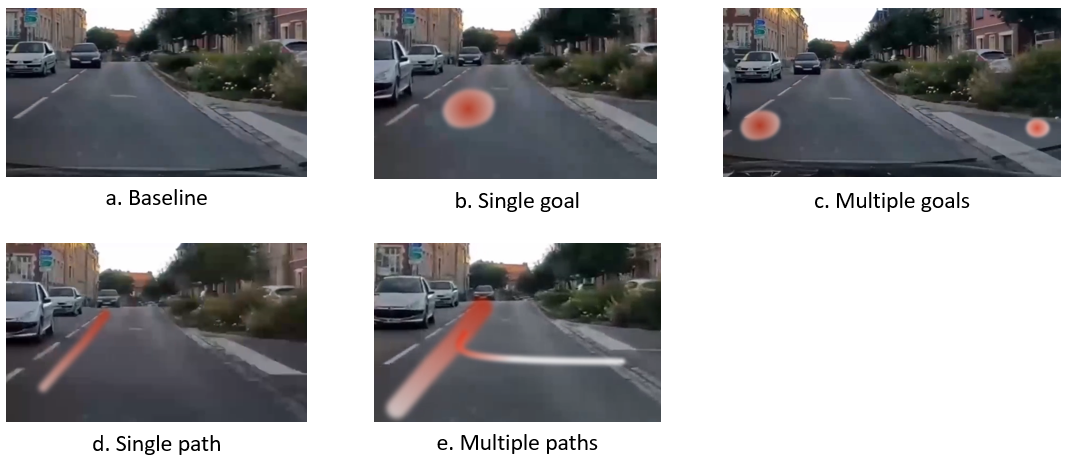 a. Baseline
b. Single goal
c. Multiple goals
d. Single path
e. Multiple paths